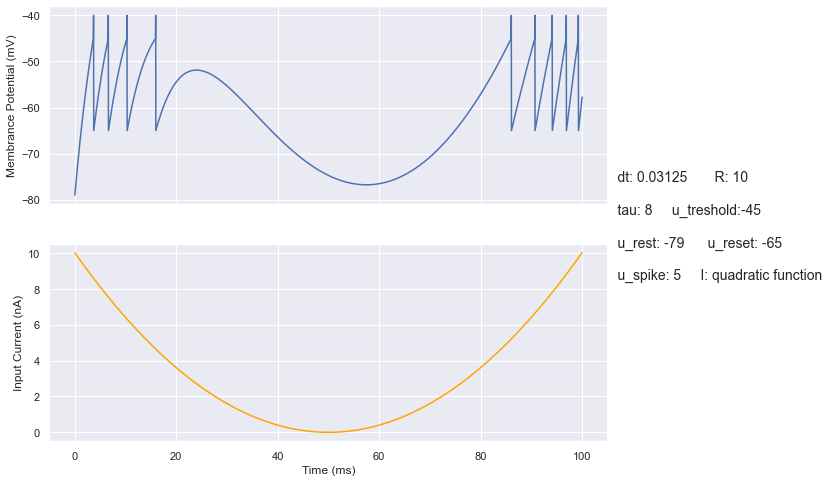 Membrance Potential (mV)
−40
−50
−60
−70
−80
dt: 0.03125 R: 10
tau: 8 u_treshold:-45
u_rest: -79 u_reset: -65
u_spike: 5 I: quadratic function
Input Current (nA)
10
8
6
4
2
0
0 20 40 60 80 100
Time (ms)